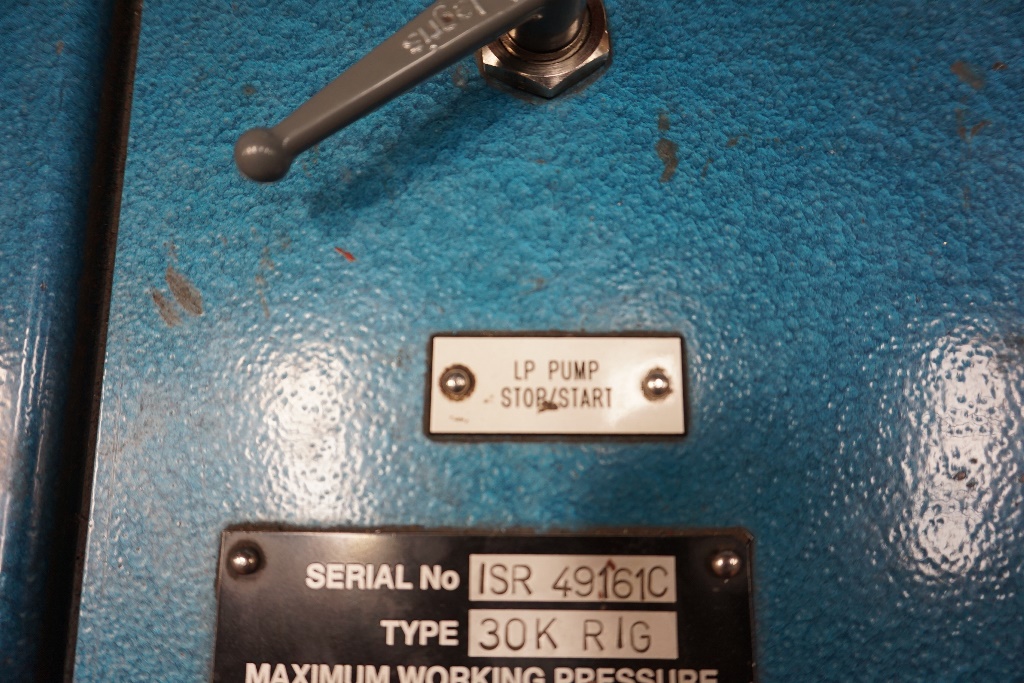 LP PUMP
STOP/START
SERIAL No ISR 49161C
TYPE 30K RIG
MAXIMUM WORKING PRESSURE